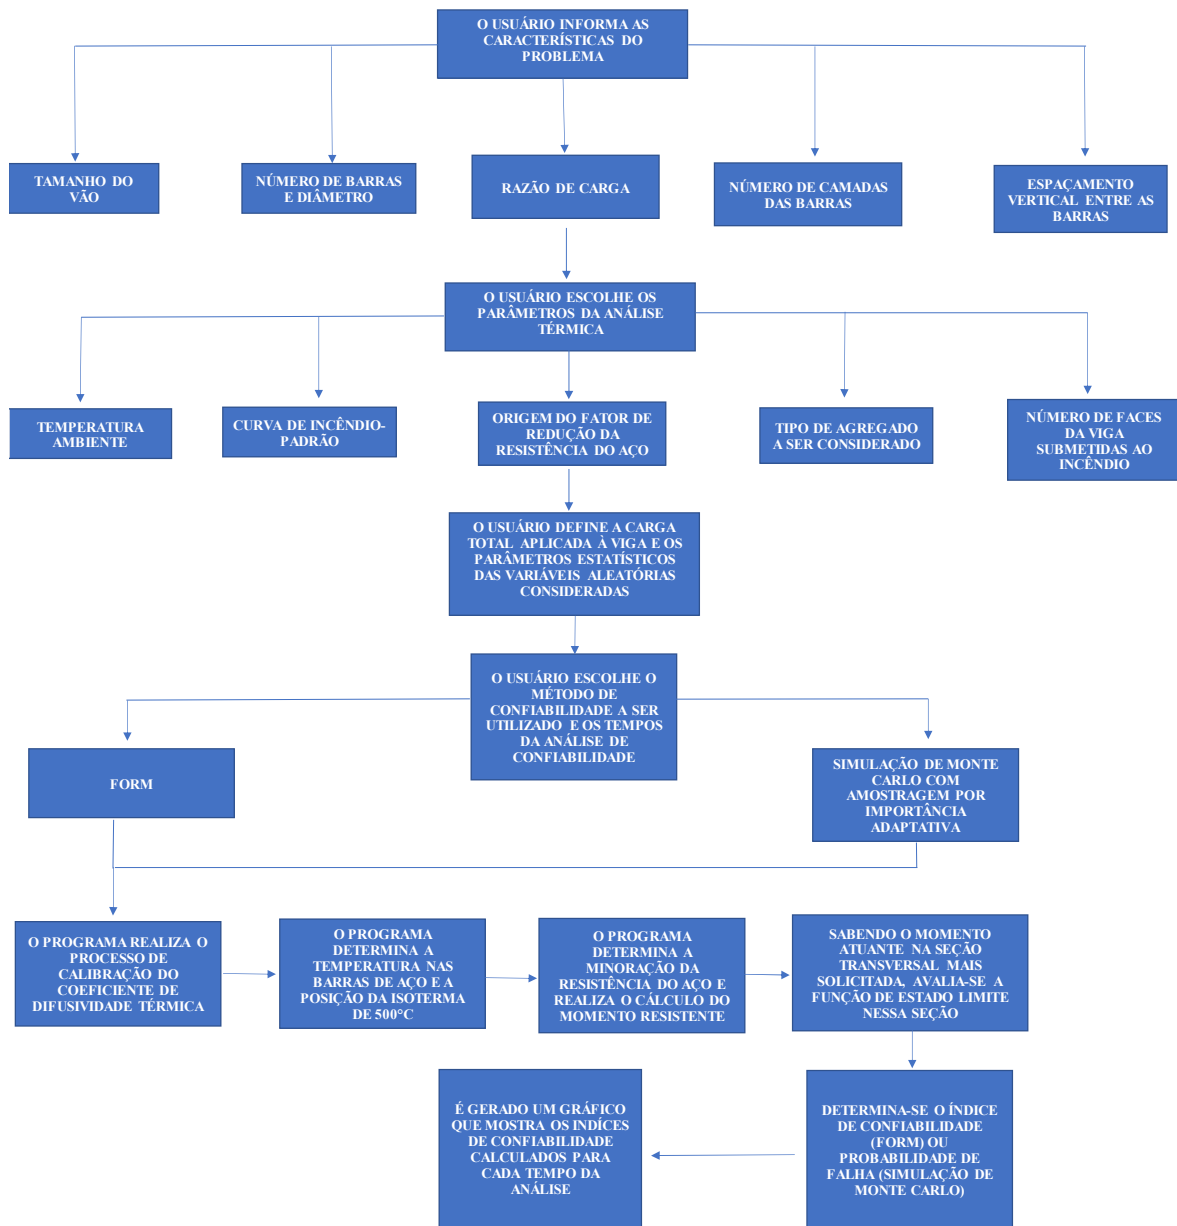 O USUÁRIO INFORMA AS
CARACTERÍSTICAS DO
PROBLEMA
TAMANHO DO
VÃO
NÚMERO DE BARRAS
E DIÂMETRO
RAZÃO DE CARGA
NÚMERO DE CAMADAS
DAS BARRAS
ESPAÇAMENTO
VERTICAL ENTRE AS
BARRAS
O USUÁRIO ESCOLHE OS
PARÂMETROS DA ANÁLISE
TÉRMICA
TEMPERATURA
AMBIENTE
CURVA DE INCÊNDIO-
PADRÃO
ORIGEM DO FATOR DE
REDUÇÃO DA
RESISTÊNCIA DO AÇO
TIPO DE AGREGADO
A SER CONSIDERADO
NÚMERO DE FACES
DA VIGA
SUBMETIDAS AO
INCÊNDIO
O USUÁRIO DEFINE A CARGA
TOTAL APLICADA À VIGA E OS
PARÂMETROS ESTATÍSTICOS
DAS VARIÁVEIS ALEATÓRIAS
CONSIDERADAS
O USUÁRIO ESCOLHE O
MÉTODO DE
CONFIABILIDADE A SER
UTILIZADO E OS TEMPOS
DA ANÁLISE DE
CONFIABILIDADE
FORM
SIMULAÇÃO DE MONTE
CARLO COM
AMOSTRAGEM POR
IMPORTÂNCIA
ADAPTATIVA
O PROGRAMA REALIZA O
PROCESSO DE
CALIBRAÇÃO DO
COEFICIENTE DE
DIFUSIVIDADE TÉRMICA
O PROGRAMA
DETERMINA A
TEMPERATURA NAS
BARRAS DE AÇO E A
POSIÇÃO DA ISOTERMA
DE 500°C
O PROGRAMA
DETERMINA A
MINORAÇÃO DA
RESISTÊNCIA DO AÇO E
REALIZA O CÁLCULO DO
MOMENTO RESISTENTE
SABENDO O MOMENTO
ATUANTE NA SEÇÃO
TRANSVERSAL MAIS
SOLICITADA, AVALIA-SE A
FUNÇÃO DE ESTADO LIMITE
NESSA SEÇÃO
DETERMINA-SE O ÍNDICE
DE CONFIABILIDADE
(FORM) OU
PROBABILIDADE DE
FALHA (SIMULAÇÃO DE
MONTE CARLO)
É GERADO UM GRÁFICO
QUE MOSTRA OS INDÍCES
DE CONFIABILIDADE
CALCULADOS PARA
CADA TEMPO DA
ANÁLISE